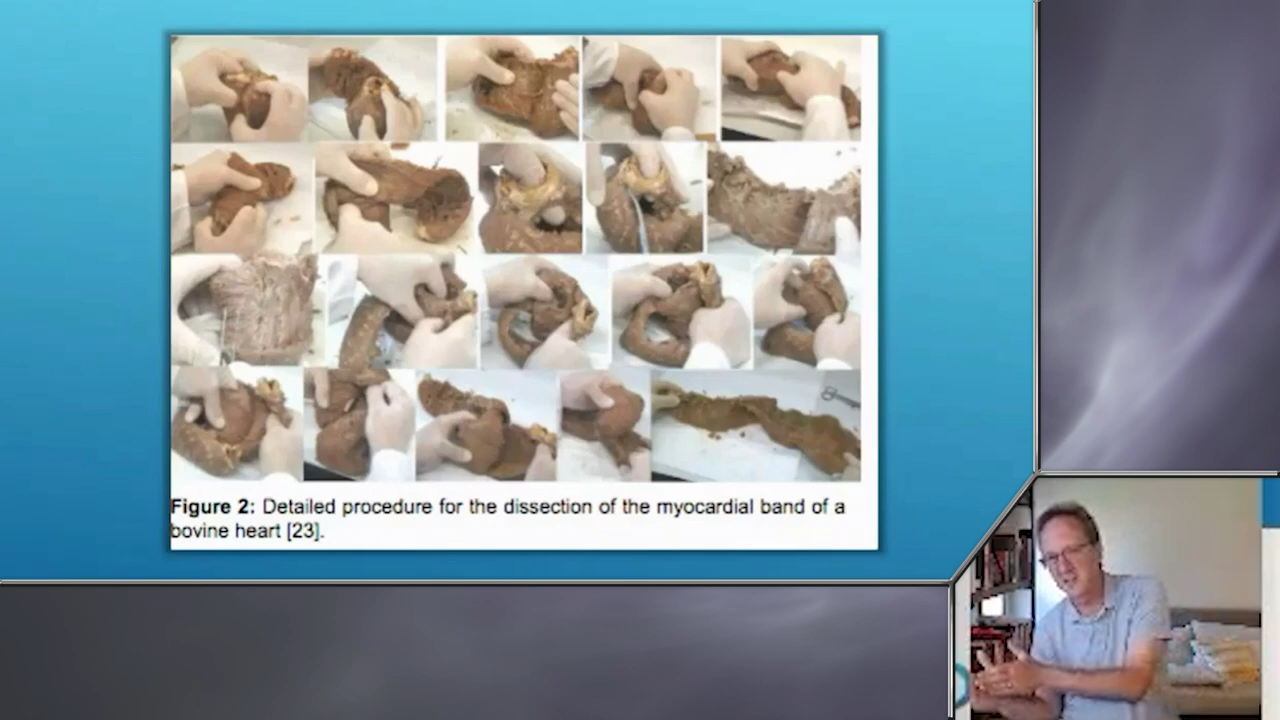 Figure 2: Detailed procedure for the dissection of the myocardial band of a
bovine heart [23].